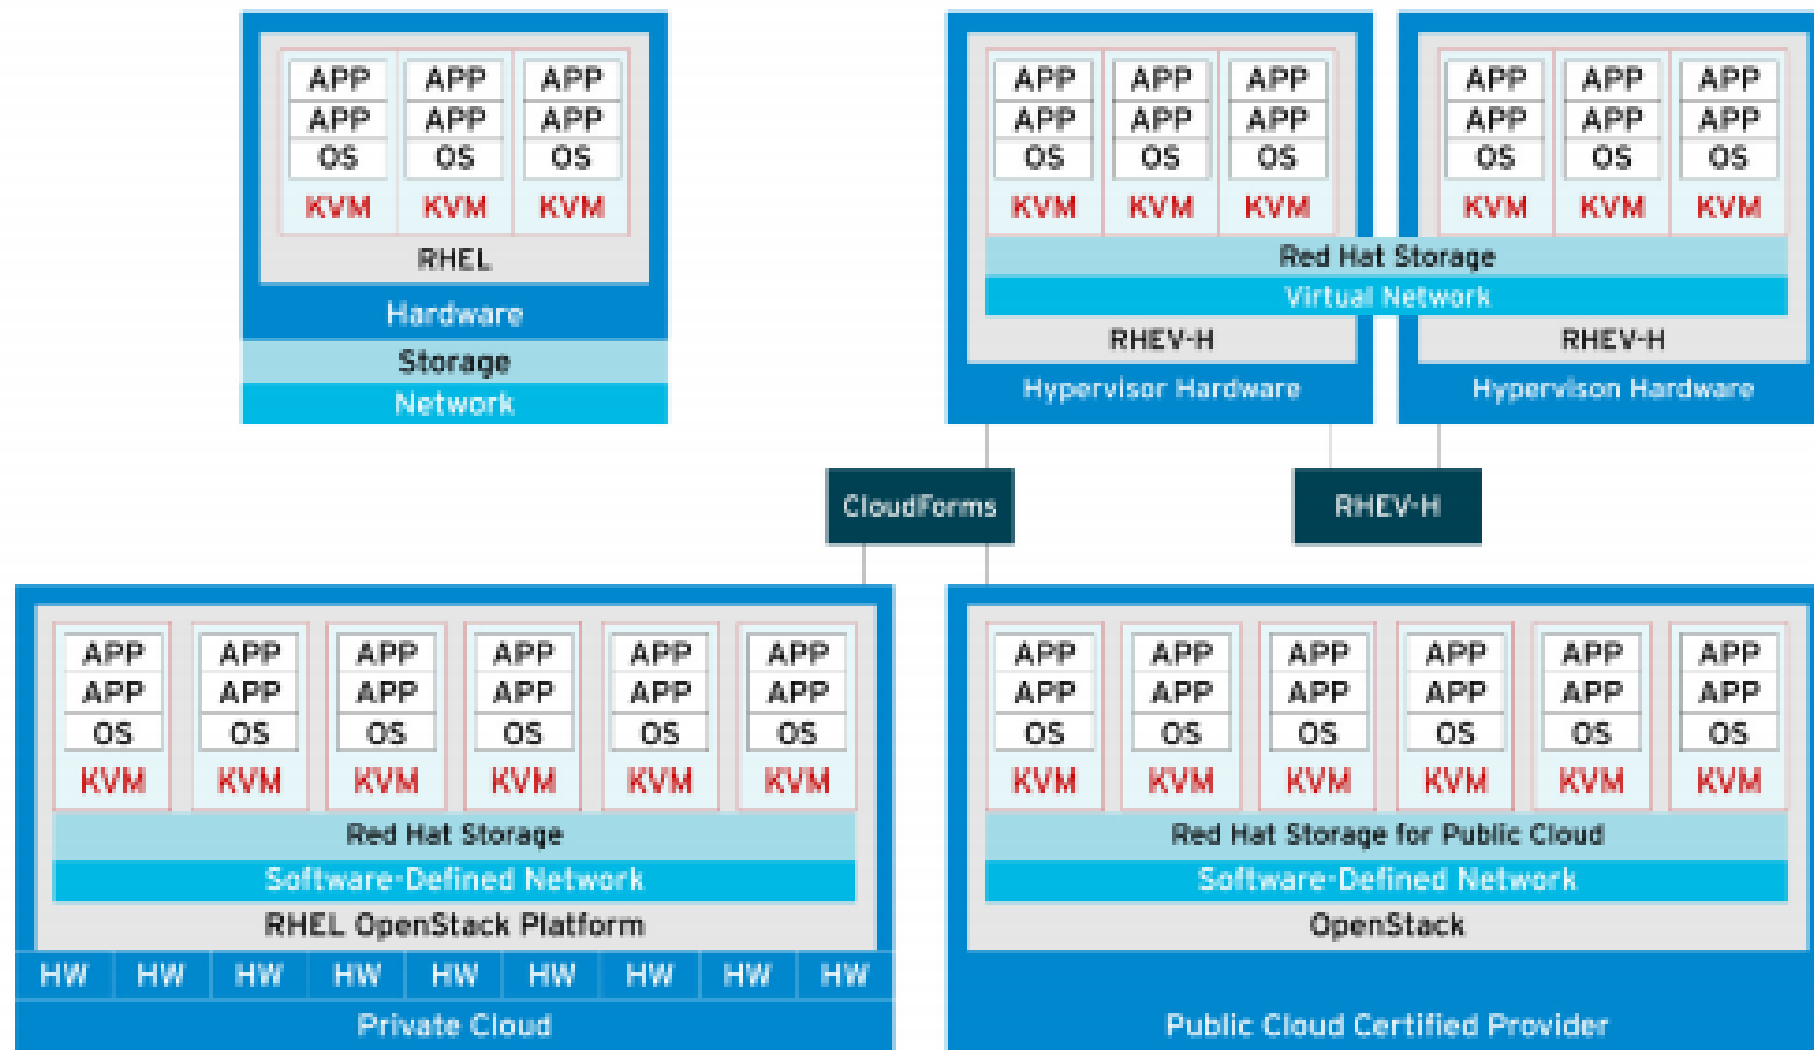 APP APP APP
APP APP APP
OS OS OS
KVM KVM KVM
RHEL
Hardware
Storage
Network
APP APP APP
APP APP APP
OS OS OS
KVM KVM KVM
APP APP APP
APP APP APP
OS OS OS
KVM KVM KVM
Red Hat Storage
Virtual Network
RHEV-H
RHEV-H
Hypervisor Hardware
Hypervison Hardware
CloudForms
RHEV-H
APP APP APP APP APP APP
APP APP APP APP APP APP
OS OS OS OS OS OS
KVM KVM KVM KVM KVM KVM
Red Hat Storage
Software-Defined Network
RHEL OpenStack Platform
HW HW HW HW HW HW HW HW HW
Private Cloud
APP APP APP APP APP APP
APP APP APP APP APP APP
OS OS OS OS OS OS
KVM KVM KVM KVM KVM KVM
Red Hat Storage for Public Cloud
Software-Defined Network
OpenStack
Public Cloud Certified Provider